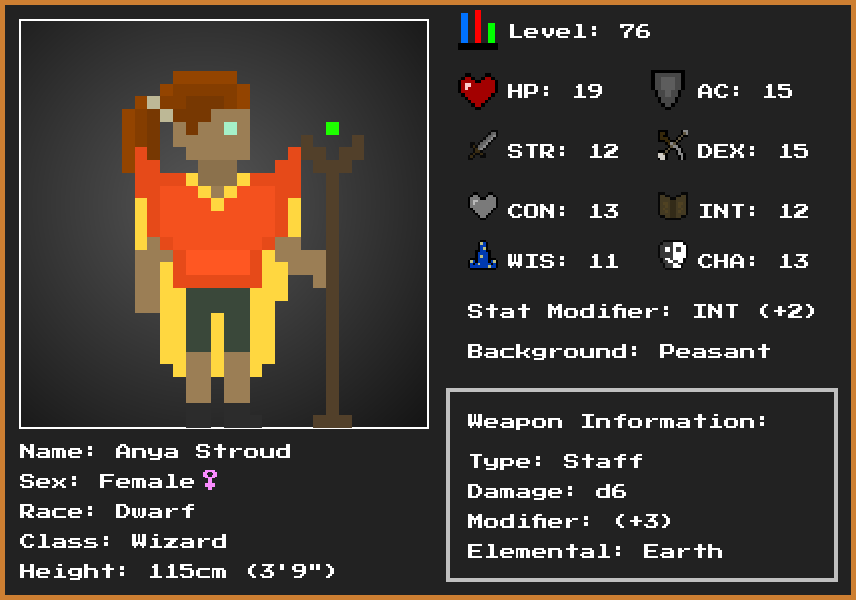 Level: 76
HP: 19 AC: 15
STR: 12 DEX: 15
CON: 13 INT: 12
WIS: 11 CHA: 13
Stat Modifier: INT (+2)
Background: Peasant
Weapon Information:
Type: Staff
Damage: d6
Modifier: (+3)
Elemental: Earth
Name: Anya Stroud
Sex: Female♀
Race: Dwarf
Class: Wizard
Height: 115cm (3'9")